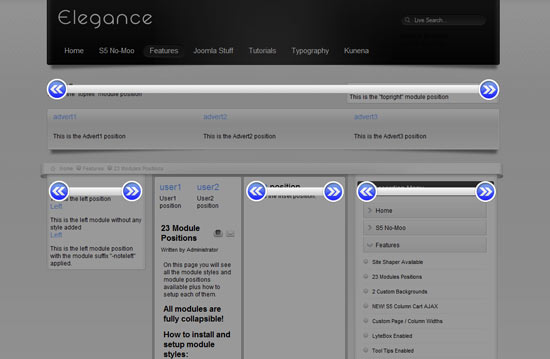 Elegance
Live Search...
Home S5 No-Moo Features Joomla Stuff Tutorials Typography Kunena
This is the "topleft" module position
This is the "topright" module position
advert1 advert2 advert3
This is the Advert1 position This is the Advert2 position This is the Advert3 position
Home Features 23 Modules Positions
the left position
Left
This is the left module without any
style added
Left
This is the left module position
with the module suffix "-noteleft"
applied.
user1 user2
User1 User2
position position
23 Module
Positions
Written by Administrator
On this page you will
see all the module
styles and module
positions available
plus how to setup
each of them.
All modules are
fully collapsible!
How to install and
setup module
styles:
position
the inset position.
Home
S5 No-Moo
Features
Site Shaper Available
23 Modules Positions
2 Custom Backgrounds
NEW! S5 Column Cart AJAX
Custom Page / Column Widths
LyteBox Enabled
Tool Tips Enabled